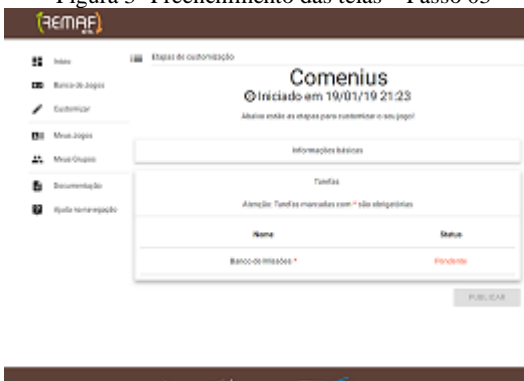 Figura 3- Preenchimento das telas – Passo 03
REMAR
Início
Banco de Jogos
Customizar
Meus Jogos
Meus Grupos
Documentação
Ajuda na navegação
Etapas de customização
Comenius
Iniciado em 19/01/19 21:23
Abaixo estão as etapas para customizar o seu jogo!
Informações básicas
Tarefas
Atenção: Tarefas marcadas com * são obrigatórias
Nome Status
Banco de Missões * Pendente
PUBLICAR